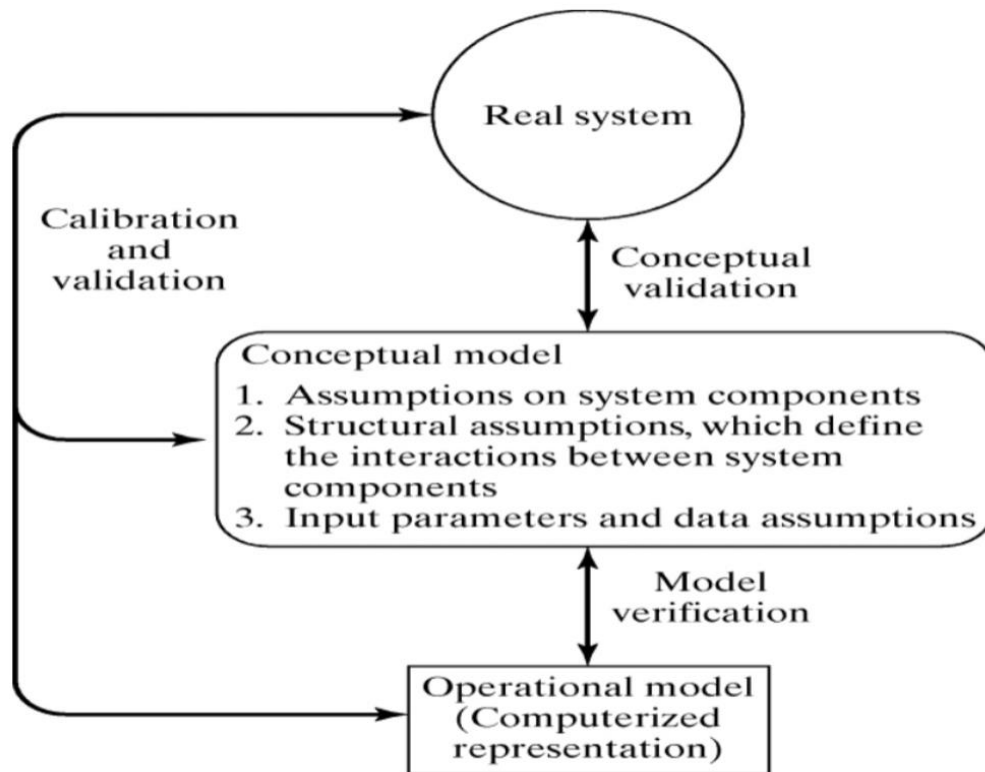 Real system
Calibration
and
validation
Conceptual
validation
Conceptual model
1. Assumptions on system components
2. Structural assumptions, which define
the interactions between system
components
3. Input parameters and data assumptions
Model
verification
Operational model
(Computerized
representation)